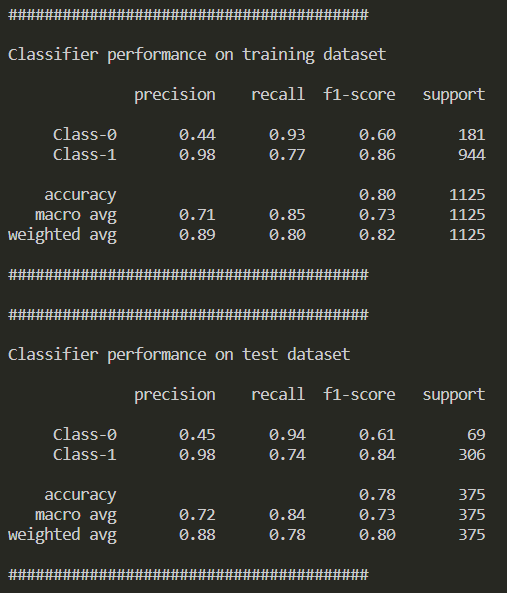 ########################################
Classifier performance on training dataset
precision recall f1-score support
Class-0 0.44 0.93 0.60 181
Class-1 0.98 0.77 0.86 944
accuracy 0.80 1125
macro avg 0.71 0.85 0.73 1125
weighted avg 0.89 0.80 0.82 1125
########################################
########################################
Classifier performance on test dataset
precision recall f1-score support
Class-0 0.45 0.94 0.61 69
Class-1 0.98 0.74 0.84 306
accuracy 0.78 375
macro avg 0.72 0.84 0.73 375
weighted avg 0.88 0.78 0.80 375
########################################